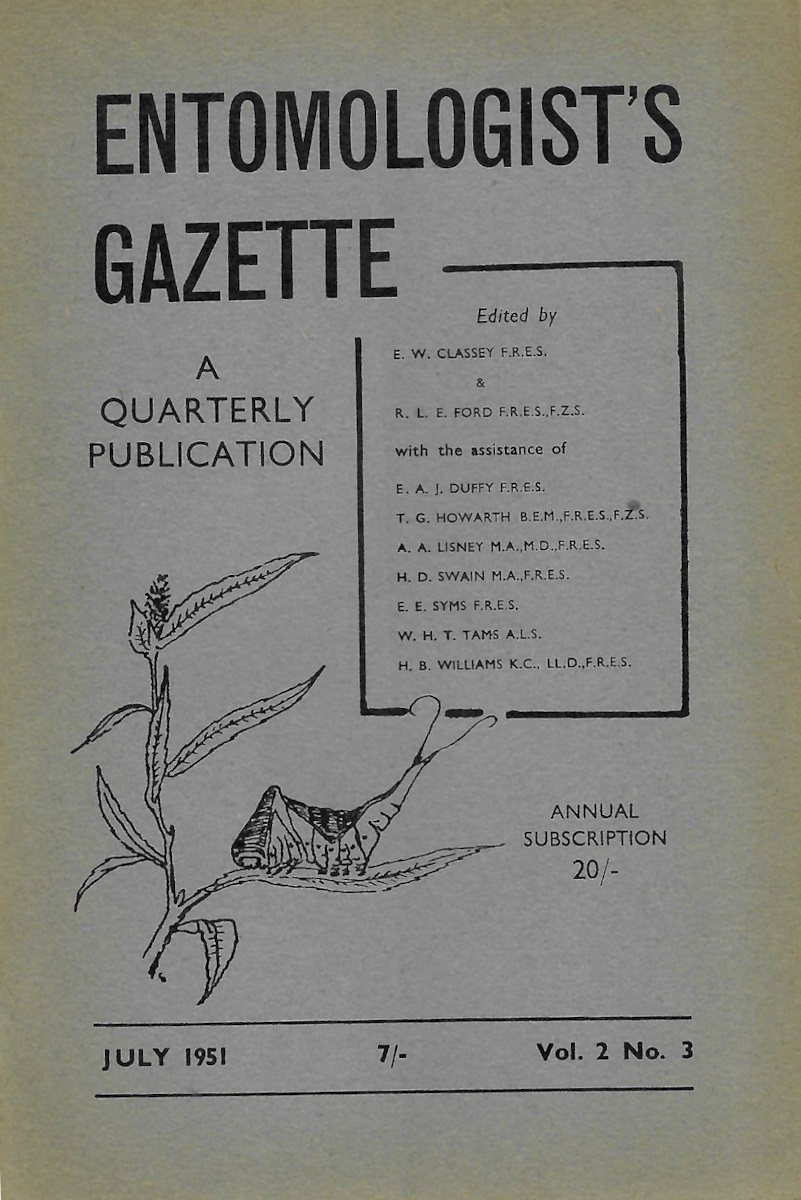 ENTOMOLOGIST'S
GAZETTE
A
QUARTERLY
PUBLICATION
Edited by
E. W. CLASSEY F.R.E.S.
&
R. L. E. FORD F.R.E.S.,F.Z.S.
with the assistance of
E. A. J. DUFFY F.R.E.S.
T. G. HOWARTH B.E.M.,F.R.E.S.,F.Z.S.
A. A. LISNEY M.A.,M.D.,F.R.E.S.
H. D. SWAIN M.A.,F.R.E.S.
E. E. SYMS F.R.E.S.
W. H. T. TAMS A.L.S.
H. B. WILLIAMS K.C., LL.D.,F.R.E.S.
ANNUAL
SUBSCRIPTION
20/-
JULY 1951 7/- Vol. 2 No. 3